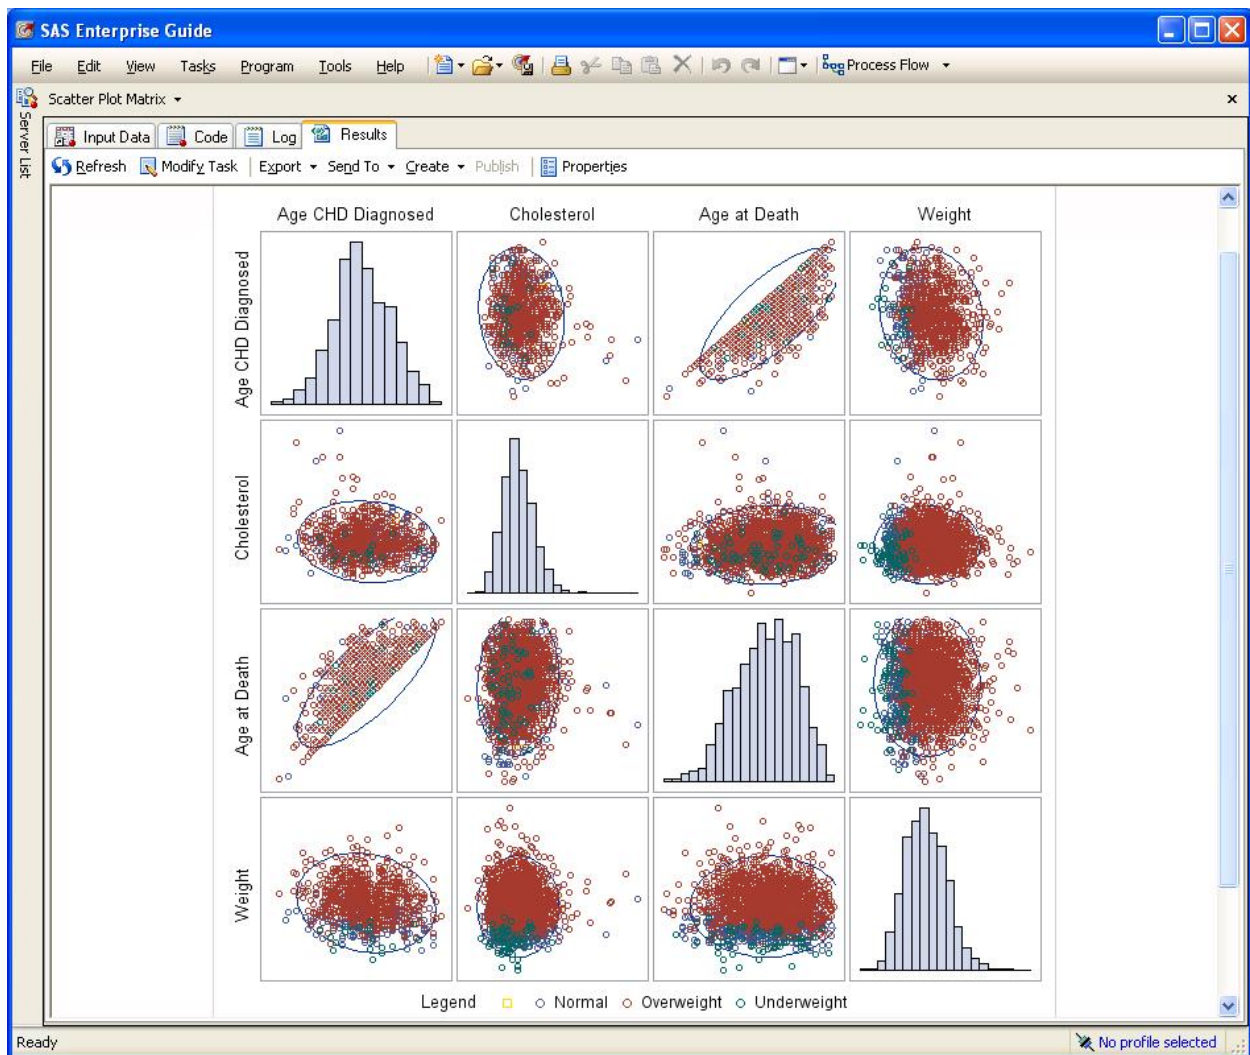 SAS Enterprise Guide
File Edit View Tasks Program Tools Help Process Flow
Scatter Plot Matrix
Server List
Input Data Code Log Results
Refresh Modify Task Export Send To Create Publish Properties
Age CHD Diagnosed Cholesterol Age at Death Weight
Age CHD Diagnosed
Cholesterol
Age at Death
Weight
Legend Normal Overweight Underweight
Ready No profile selected